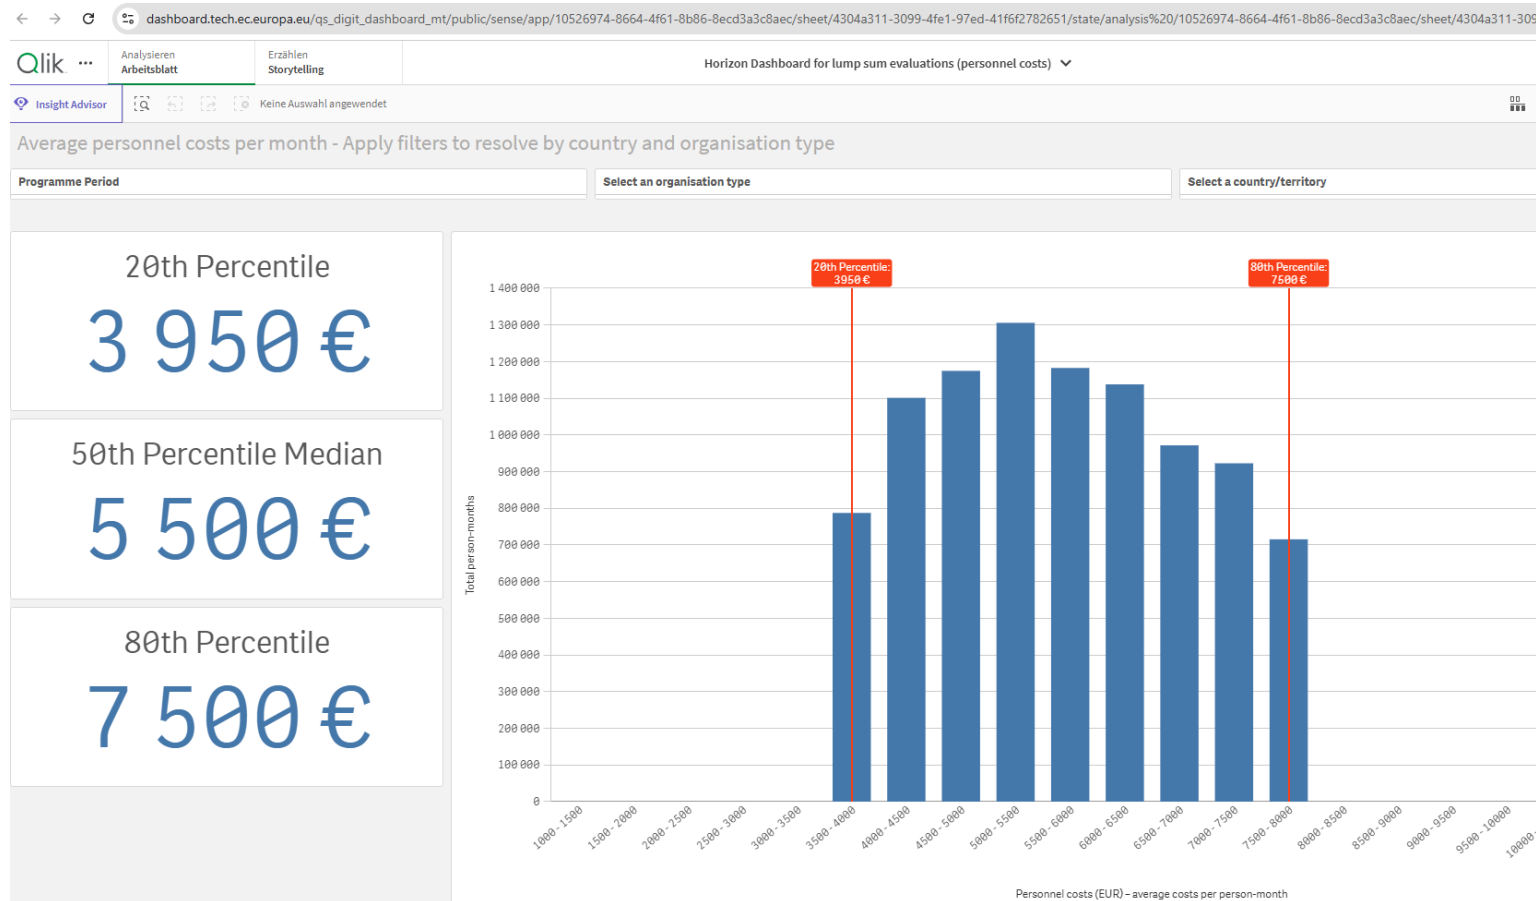 dashboard.tech.ec.europa.eu/qs_digit_dashboard_mt/public/sense/app/10526974-8664-4f61-8b86-8ecd3a3c8aec/sheet/4304a311-3099-4fe1-97ed-41f6f2782651/state/analysis%20/10526974-8664-4f61-8b86-8ecd3a3c8aec/sheet/4304a311-309
Qlik
Analysieren
Arbeitsblatt
Erzählen
Storytelling
Horizon Dashboard for lump sum evaluations (personnel costs)
Insight Advisor
Keine Auswahl angewendet
Average personnel costs per month - Apply filters to resolve by country and organisation type
Programme Period
Select an organisation type
Select a country/territory
20th Percentile
3 950 €
50th Percentile Median
5 500 €
80th Percentile
7 500 €
20th Percentile:
3950 €
80th Percentile:
7500 €
Total person-months
1 400 000
1 300 000
1 200 000
1 100 000
1 000 000
900 000
800 000
700 000
600 000
500 000
400 000
300 000
200 000
100 000
0
1000 - 1500
1500 - 2000
2000 - 2500
2500 - 3000
3000 - 3500
3500 - 4000
4000 - 4500
4500 - 5000
5000 - 5500
5500 - 6000
6000 - 6500
6500 - 7000
7000 - 7500
7500 - 8000
8000 - 8500
8500 - 9000
9000 - 9500
9500 - 10000
10000 -
Personnel costs (EUR) – average costs per person-month